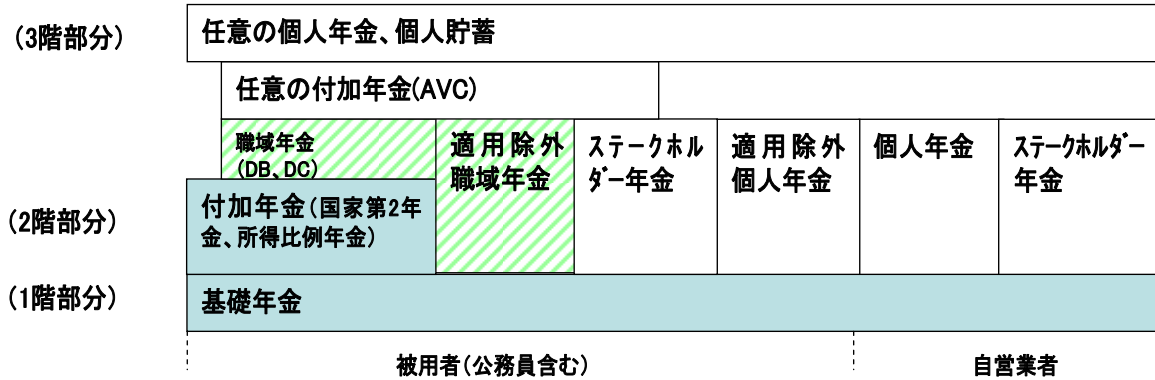 (3階部分)
任意の個人年金、個人貯蓄
任意の付加年金(AVC)
職域年金
(DB、DC)
適用除外
職域年金
ステークホル
ダー年金
適用除外
個人年金
個人年金
ステークホルダー
年金
(2階部分)
付加年金(国家第2年
金、所得比例年金)
(1階部分)
基礎年金
被用者(公務員含む)
自営業者